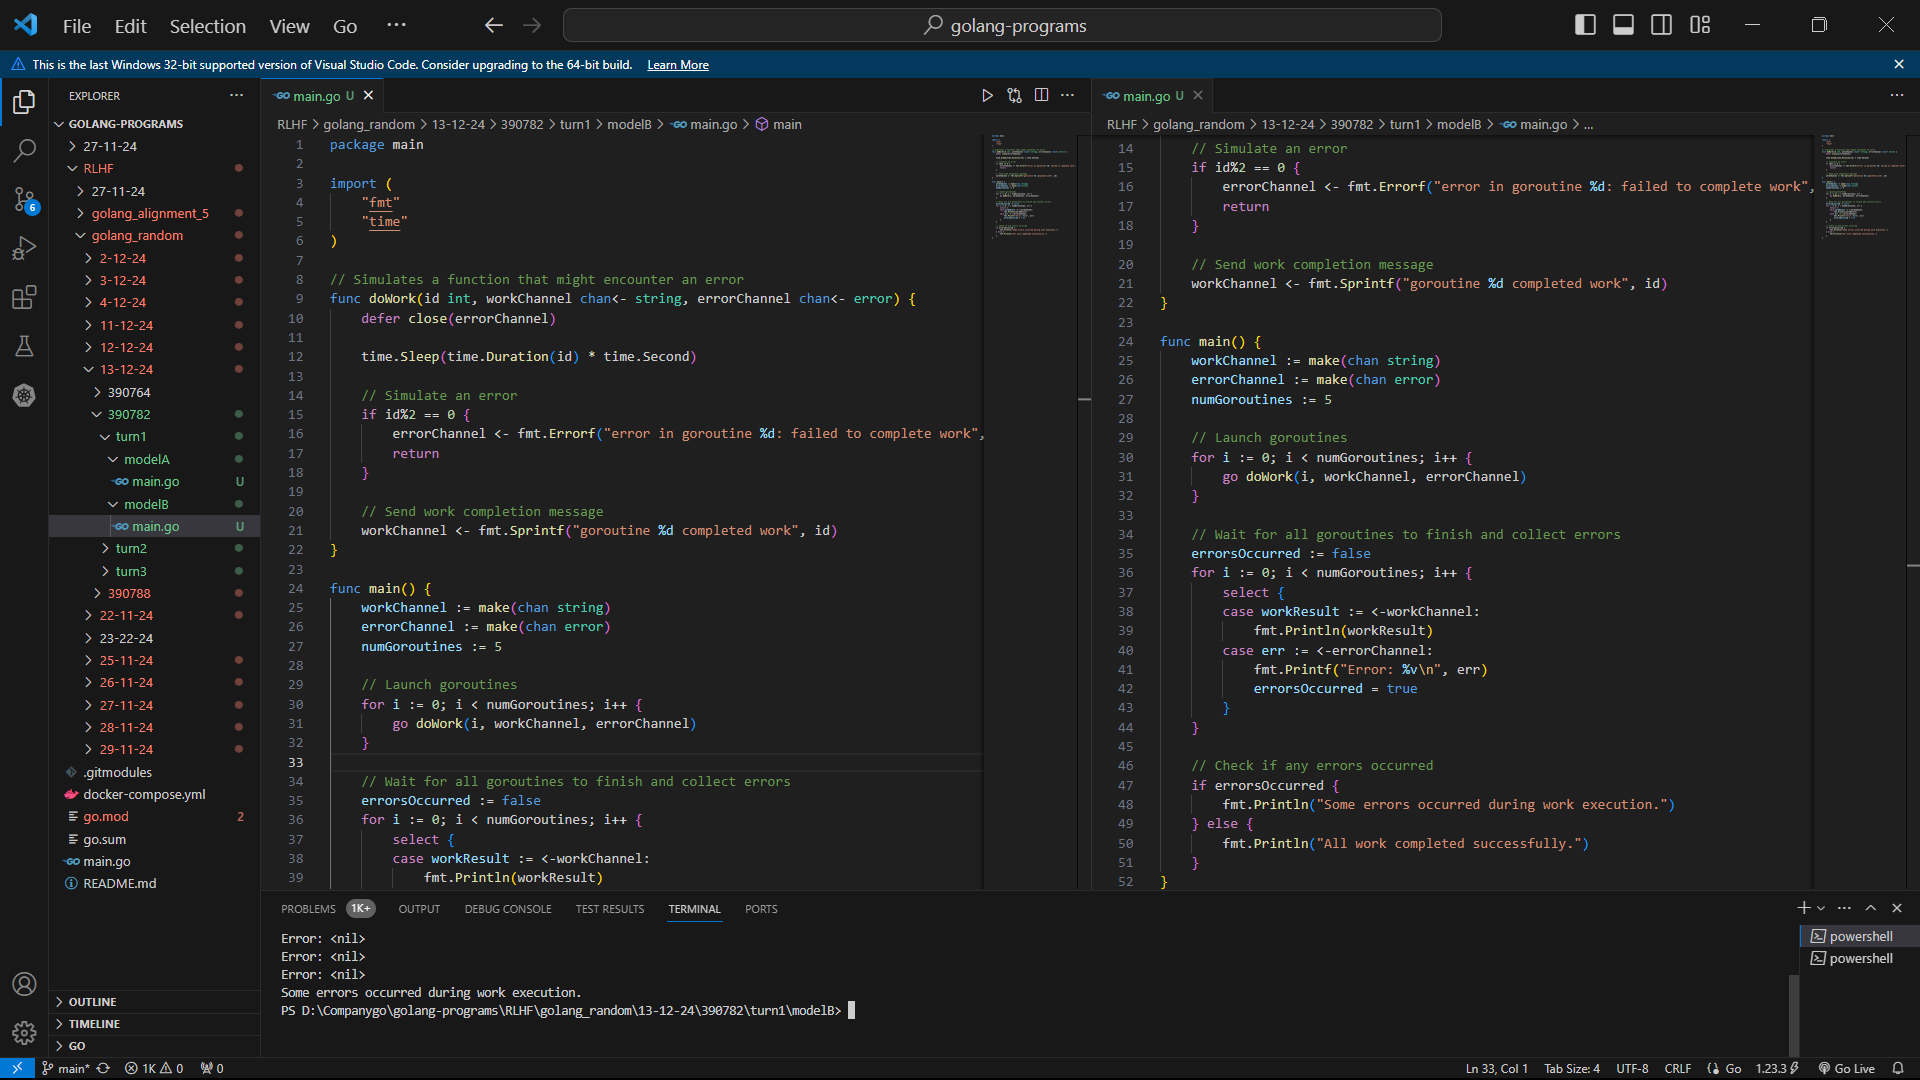 File Edit Selection View Go ···
golang-programs
This is the last Windows 32-bit supported version of Visual Studio Code. Consider upgrading to the 64-bit build. Learn More
EXPLORER
GOLANG-PROGRAMS
27-11-24
RLHF
27-11-24
golang_alignment_5
golang_random
2-12-24
3-12-24
4-12-24
11-12-24
12-12-24
13-12-24
390764
390782
turn1
modelA
main.go U
modelB
main.go U
turn2
turn3
390788
22-11-24
23-22-24
25-11-24
26-11-24
27-11-24
28-11-24
29-11-24
.gitmodules
docker-compose.yml
go.mod 2
go.sum
main.go
README.md
OUTLINE
TIMELINE
GO
6
main.go U
RLHF > golang_random > 13-12-24 > 390782 > turn1 > modelB > main.go > main
1 package main
2
3 import (
4 "fmt"
5 "time"
6 )
7
8 // Simulates a function that might encounter an error
9 func doWork(id int, workChannel chan<- string, errorChannel chan<- error) {
10 defer close(errorChannel)
11
12 time.Sleep(time.Duration(id) * time.Second)
13
14 // Simulate an error
15 if id%2 == 0 {
16 errorChannel <- fmt.Errorf("error in goroutine %d: failed to complete work",
17 return
18 }
19
20 // Send work completion message
21 workChannel <- fmt.Sprintf("goroutine %d completed work", id)
22 }
23
24 func main() {
25 workChannel := make(chan string)
26 errorChannel := make(chan error)
27 numGoroutines := 5
28
29 // Launch goroutines
30 for i := 0; i < numGoroutines; i++ {
31 go doWork(i, workChannel, errorChannel)
32 }
33
34 // Wait for all goroutines to finish and collect errors
35 errorsOccurred := false
36 for i := 0; i < numGoroutines; i++ {
37 select {
38 case workResult := <-workChannel:
39 fmt.Println(workResult)
main.go U
RLHF > golang_random > 13-12-24 > 390782 > turn1 > modelB > main.go > ...
14 // Simulate an error
15 if id%2 == 0 {
16 errorChannel <- fmt.Errorf("error in goroutine %d: failed to complete work",
17 return
18 }
19
20 // Send work completion message
21 workChannel <- fmt.Sprintf("goroutine %d completed work", id)
22 }
23
24 func main() {
25 workChannel := make(chan string)
26 errorChannel := make(chan error)
27 numGoroutines := 5
28
29 // Launch goroutines
30 for i := 0; i < numGoroutines; i++ {
31 go doWork(i, workChannel, errorChannel)
32 }
33
34 // Wait for all goroutines to finish and collect errors
35 errorsOccurred := false
36 for i := 0; i < numGoroutines; i++ {
37 select {
38 case workResult := <-workChannel:
39 fmt.Println(workResult)
40 case err := <-errorChannel:
41 fmt.Printf("Error: %v\n", err)
42 errorsOccurred = true
43 }
44 }
45
46 // Check if any errors occurred
47 if errorsOccurred {
48 fmt.Println("Some errors occurred during work execution.")
49 } else {
50 fmt.Println("All work completed successfully.")
51 }
52 }
PROBLEMS 1K+ OUTPUT DEBUG CONSOLE TEST RESULTS TERMINAL PORTS
Error: <nil>
Error: <nil>
Error: <nil>
Some errors occurred during work execution.
PS D:\Companygo\golang-programs\RLHF\golang_random\13-12-24\390782\turn1\modelB>
powershell
powershell
main* 1K 0 0 Ln 33, Col 1 Tab Size: 4 UTF-8 CRLF Go 1.23.3 Go Live